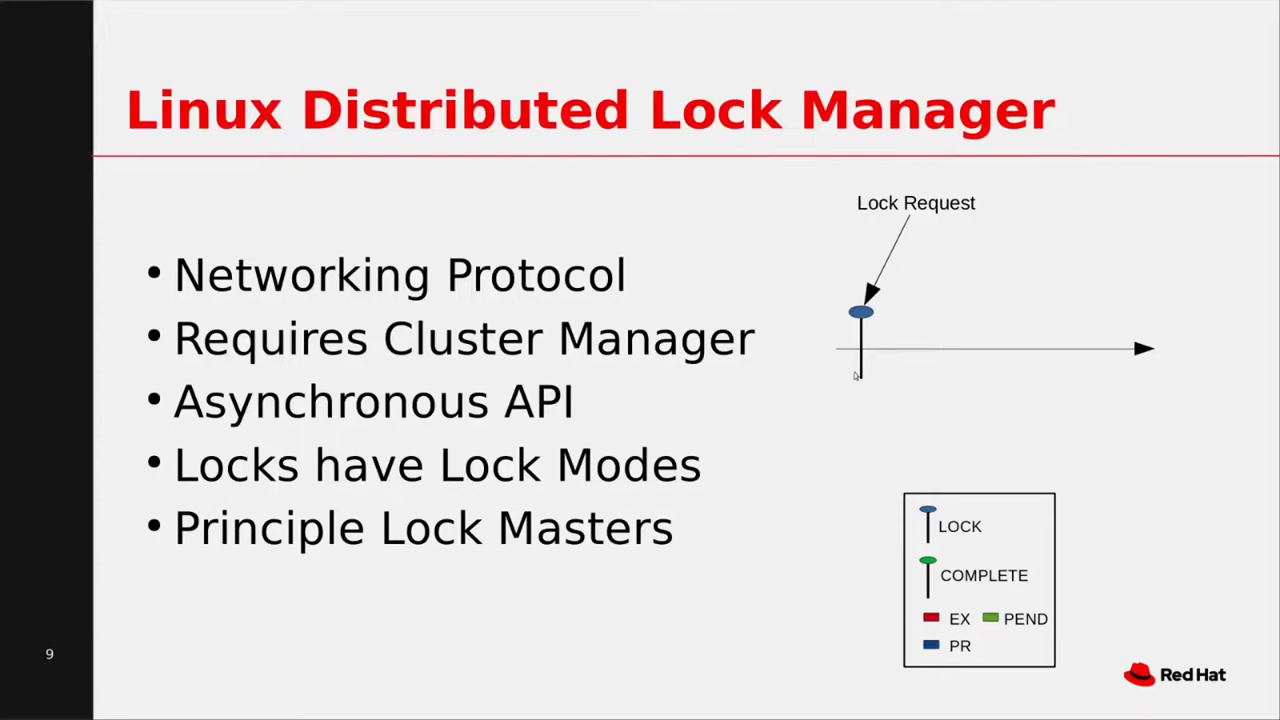 Linux Distributed Lock Manager
Lock Request
• Networking Protocol
• Requires Cluster Manager
• Asynchronous API
• Locks have Lock Modes
• Principle Lock Masters
LOCK
COMPLETE
EX PEND
PR
9
Red Hat